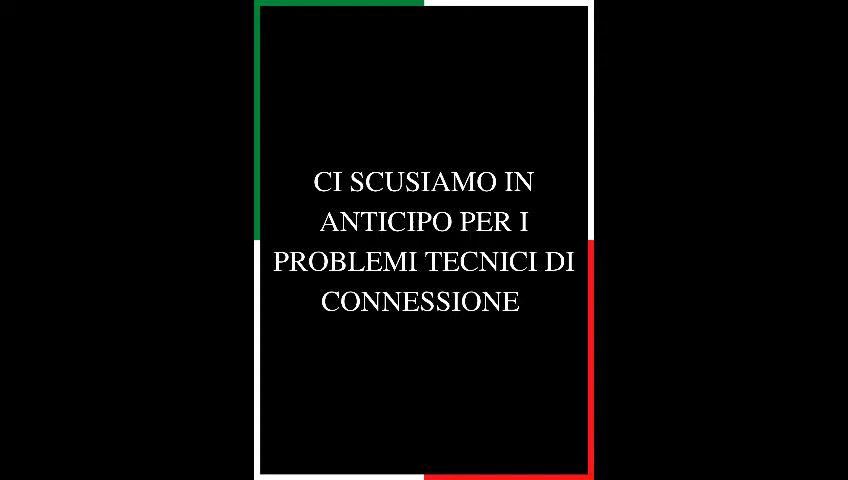 CI SCUSIAMO IN
ANTICIPO PER I
PROBLEMI TECNICI DI
CONNESSIONE